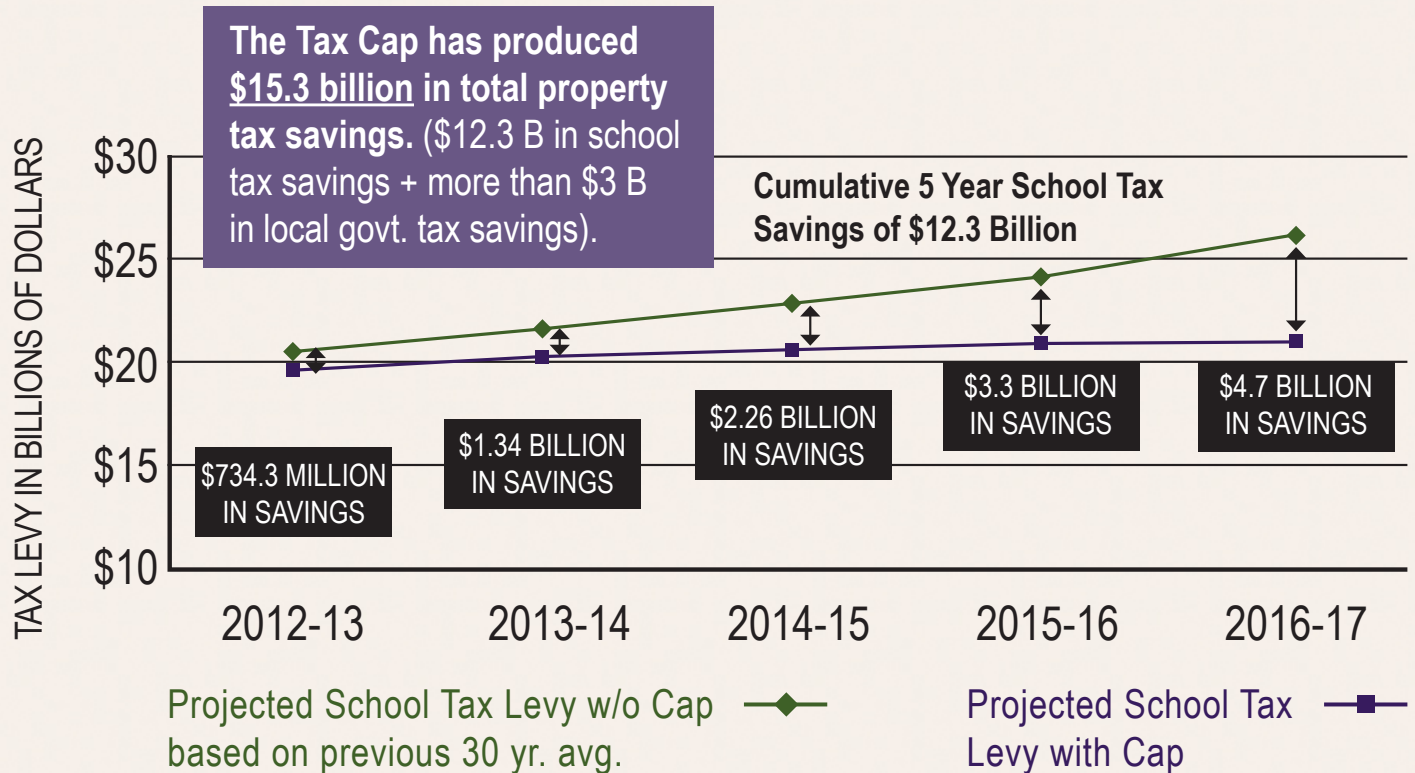 The Tax Cap has produced
$15.3 billion in total property
tax savings. ($12.3 B in school
tax savings + more than $3 B
in local govt. tax savings).
Cumulative 5 Year School Tax
Savings of $12.3 Billion
TAX LEVY IN BILLIONS OF DOLLARS
$30
$25
$20
$15
$10
$734.3 MILLION
IN SAVINGS
$1.34 BILLION
IN SAVINGS
$2.26 BILLION
IN SAVINGS
$3.3 BILLION
IN SAVINGS
$4.7 BILLION
IN SAVINGS
2012-13
2013-14
2014-15
2015-16
2016-17
Projected School Tax Levy w/o Cap
based on previous 30 yr. avg.
Projected School Tax
Levy with Cap